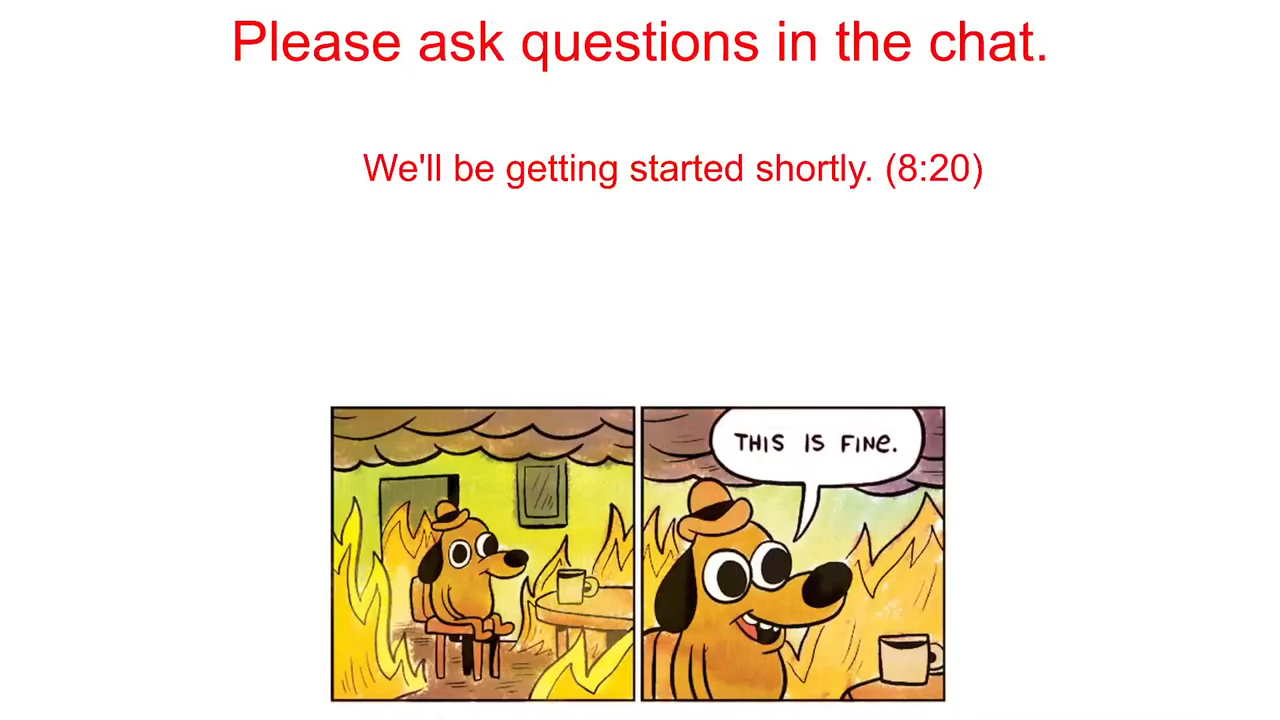 Please ask questions in the chat.
We'll be getting started shortly. (8:20)
THIS IS FINE.